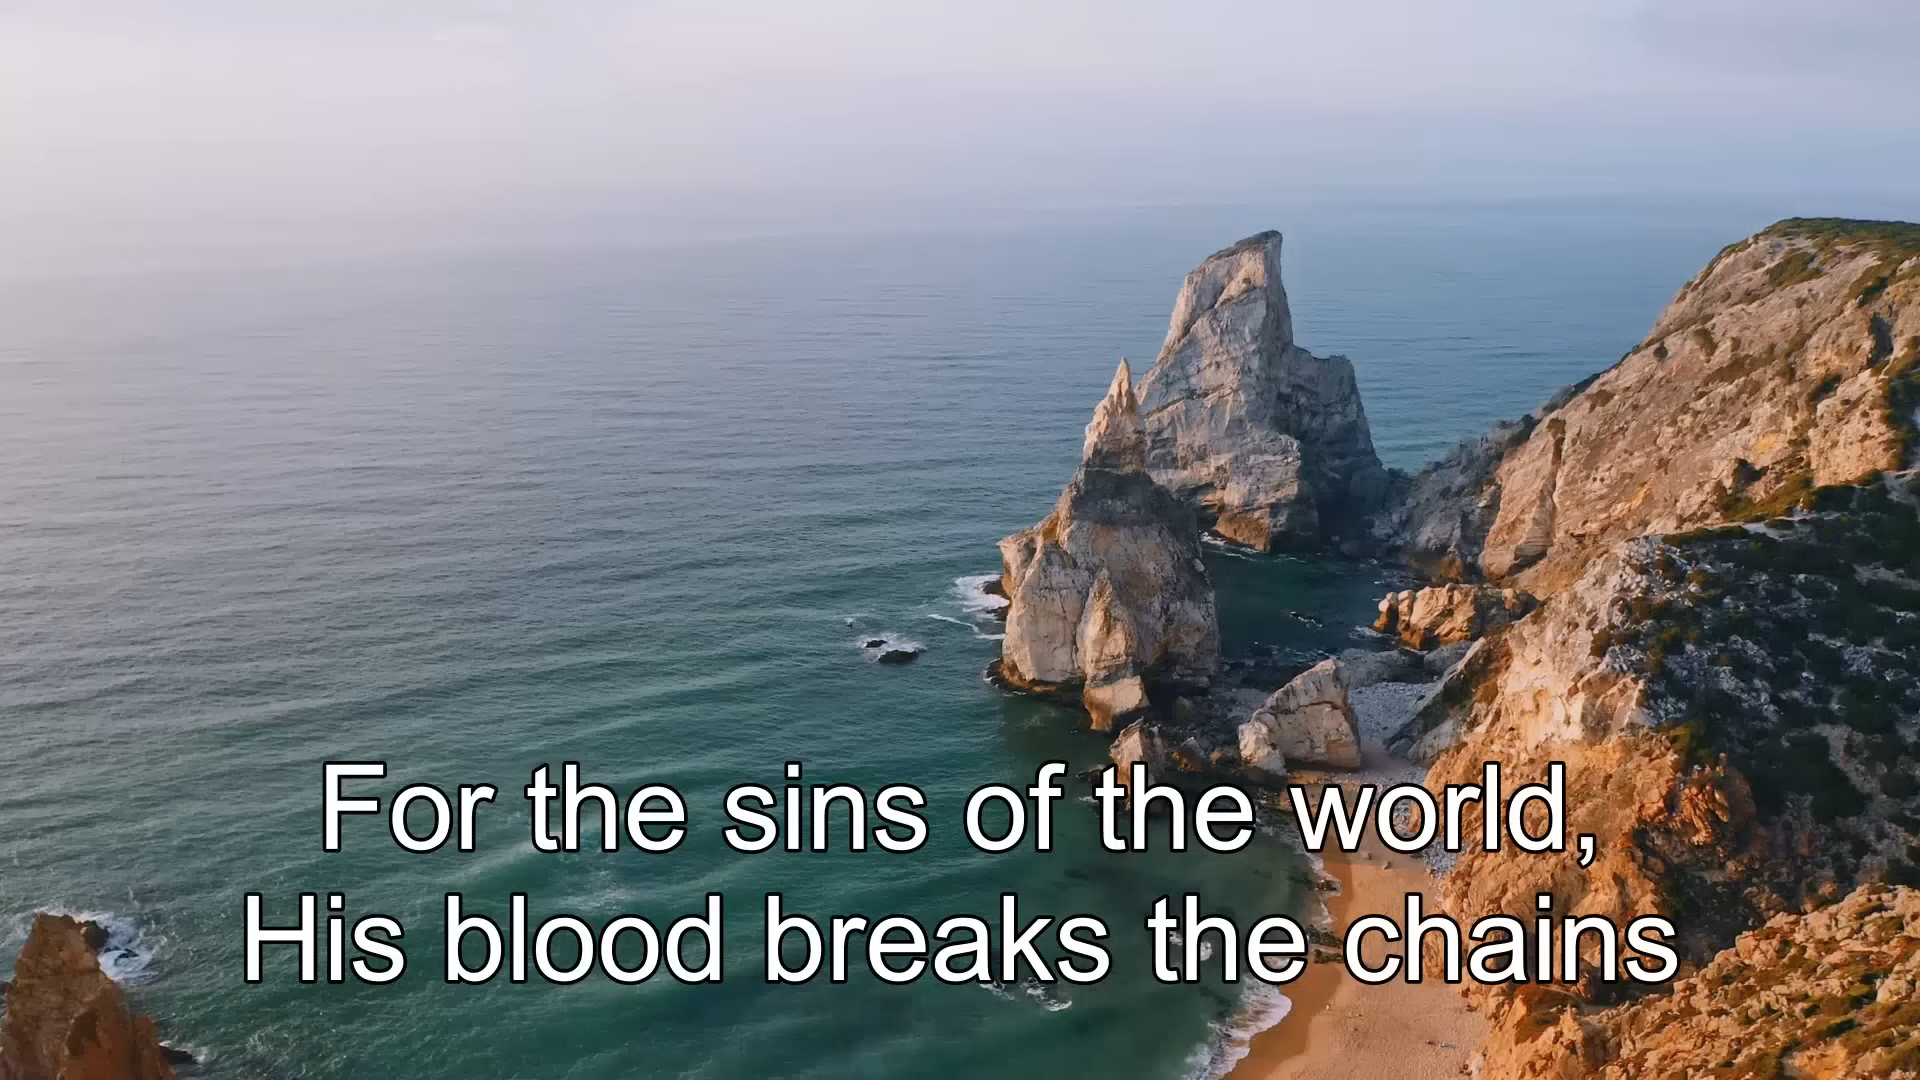 For the sins of the world,
His blood breaks the chains